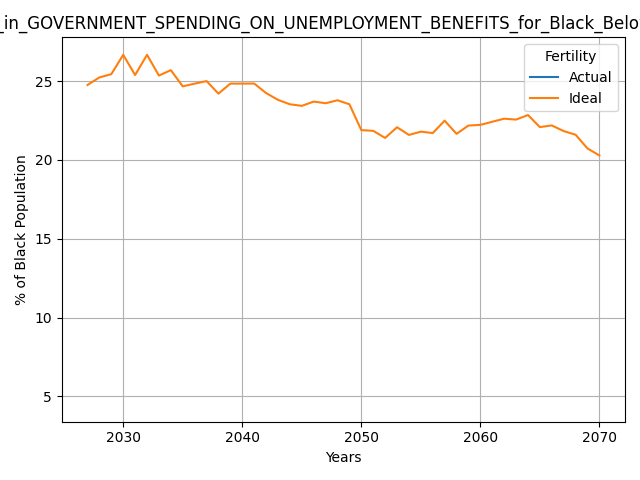 _in_GOVERNMENT_SPENDING_ON_UNEMPLOYMENT_BENEFITS_for_Black_Belo
Fertility
Actual
Ideal
% of Black Population
25
20
15
10
5
2030 2040 2050 2060 2070
Years